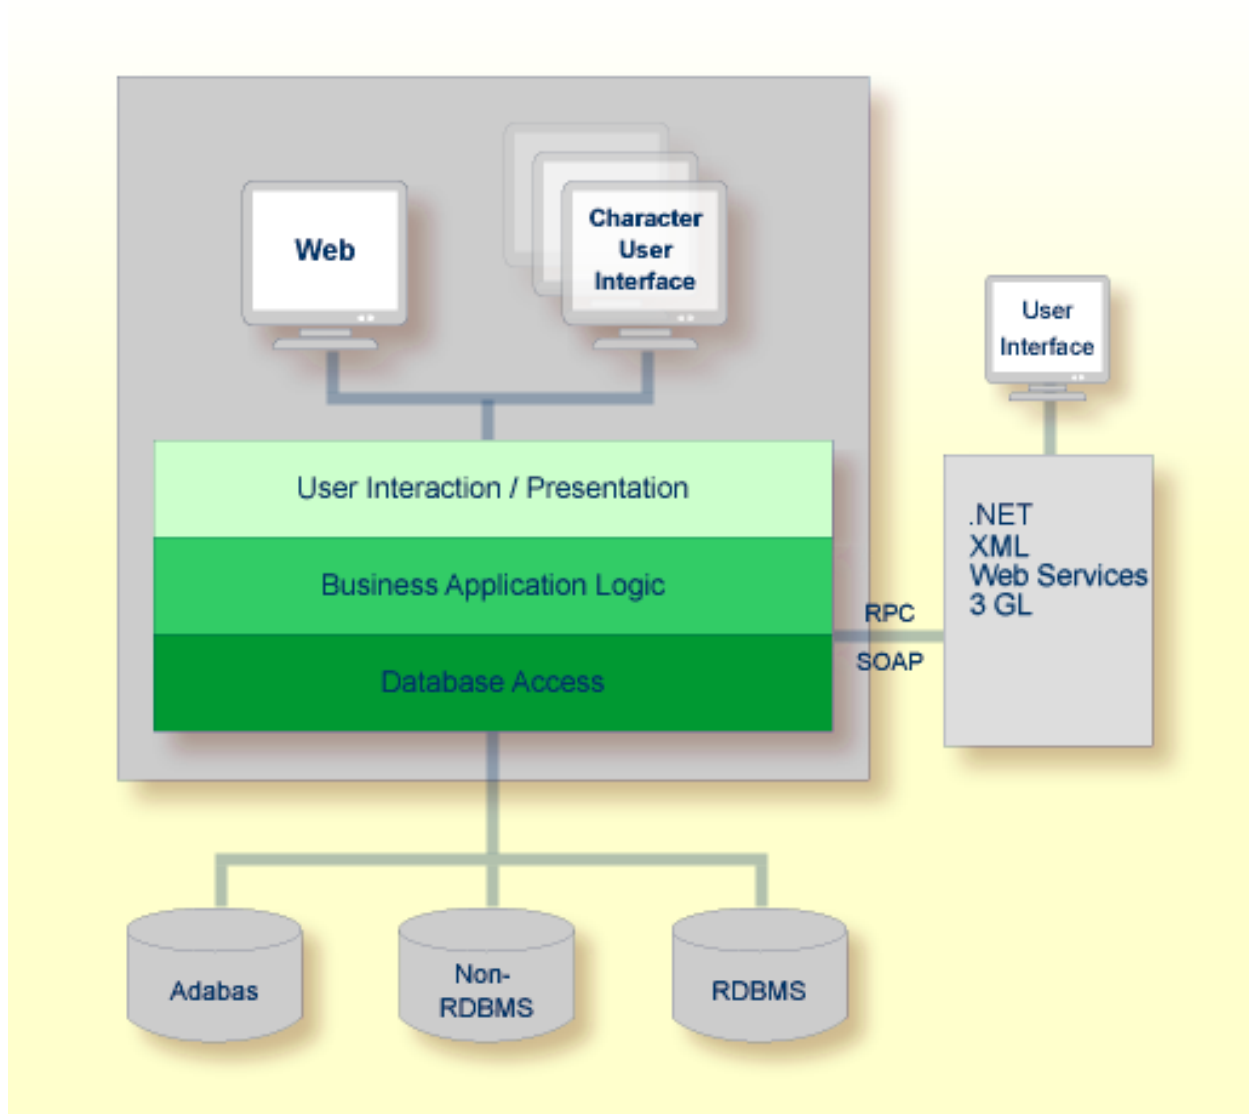 Web
Character
User
Interface
User
Interface
User Interaction / Presentation
Business Application Logic
Database Access
RPC
SOAP
.NET
XML
Web Services
3 GL
Adabas
Non-
RDBMS
RDBMS